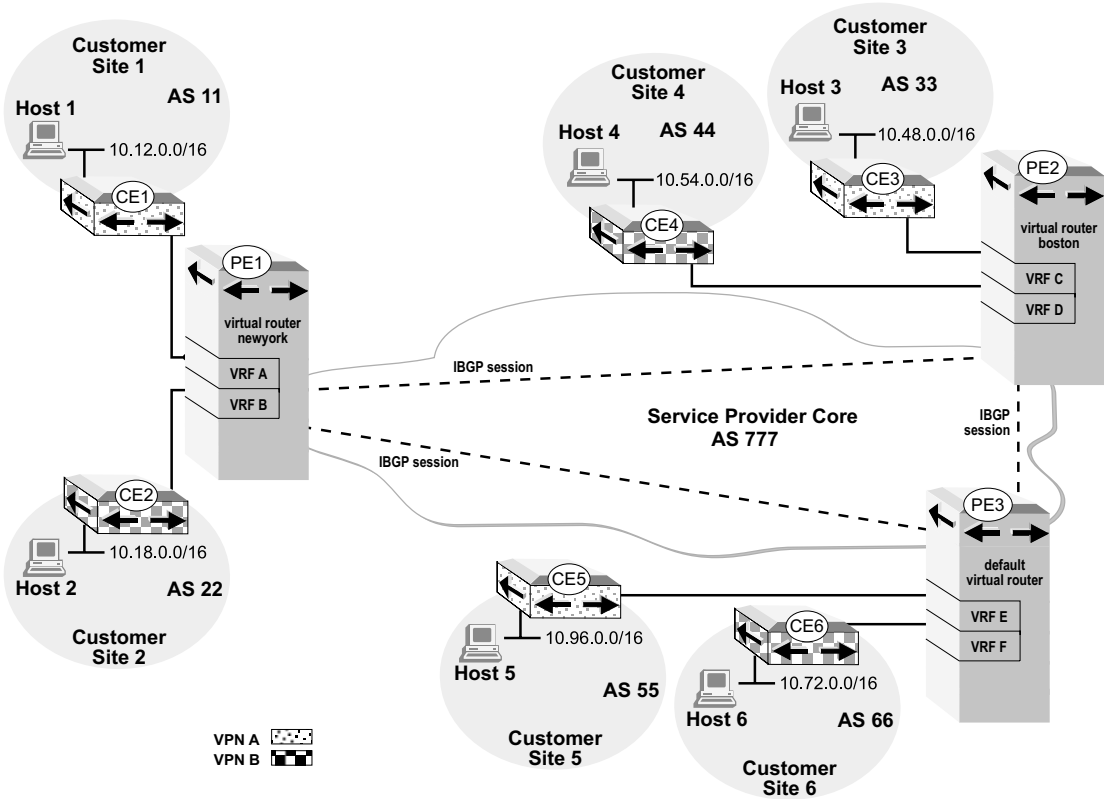 Customer
Site 1
AS 11
Host 1
10.12.0.0/16
CE1
Customer
Site 4
AS 44
Host 4
10.54.0.0/16
CE4
Customer
Site 3
AS 33
Host 3
10.48.0.0/16
CE3
PE2
virtual router
boston
VRF C
VRF D
PE1
virtual router
newyork
VRF A
VRF B
IBGP session
Service Provider Core
AS 777
IBGP
session
IBGP session
CE2
10.18.0.0/16
Host 2
AS 22
Customer
Site 2
PE3
default
virtual router
VRF E
VRF F
CE5
10.96.0.0/16
Host 5
AS 55
Customer
Site 5
CE6
10.72.0.0/16
Host 6
AS 66
Customer
Site 6
VPN A
VPN B